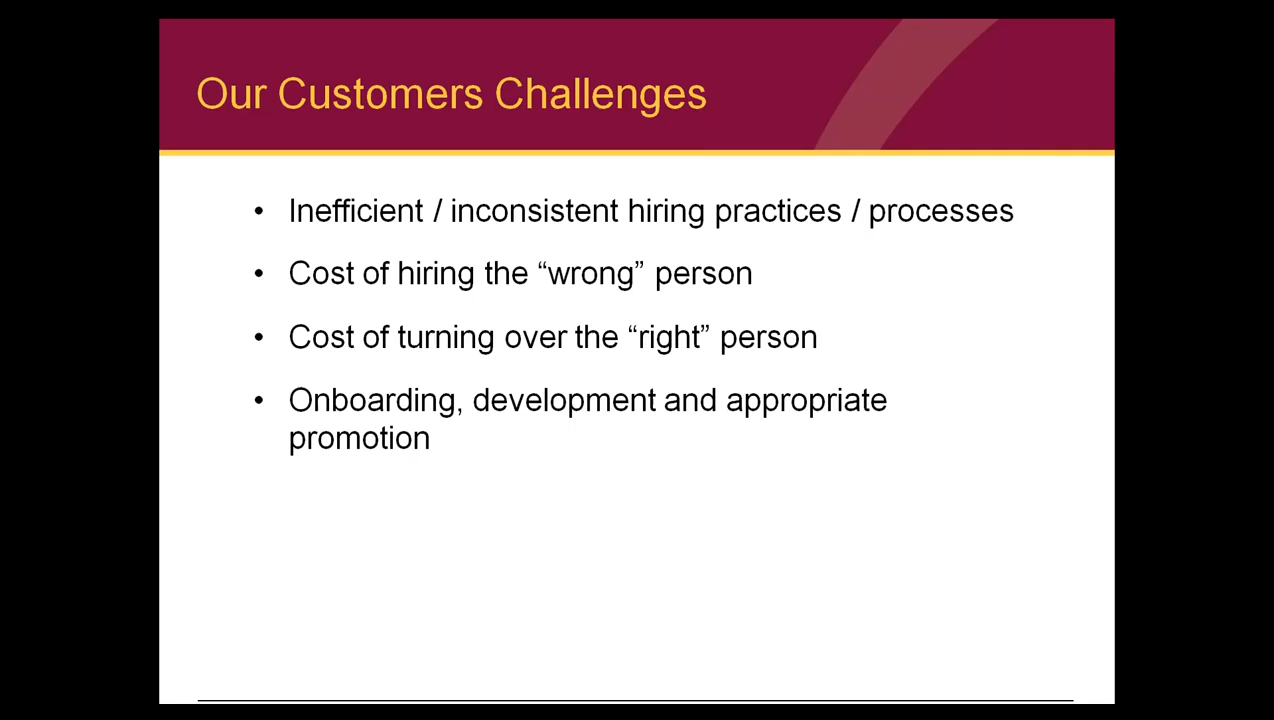 Our Customers Challenges
• Inefficient / inconsistent hiring practices / processes
• Cost of hiring the “wrong” person
• Cost of turning over the “right” person
• Onboarding, development and appropriate
promotion